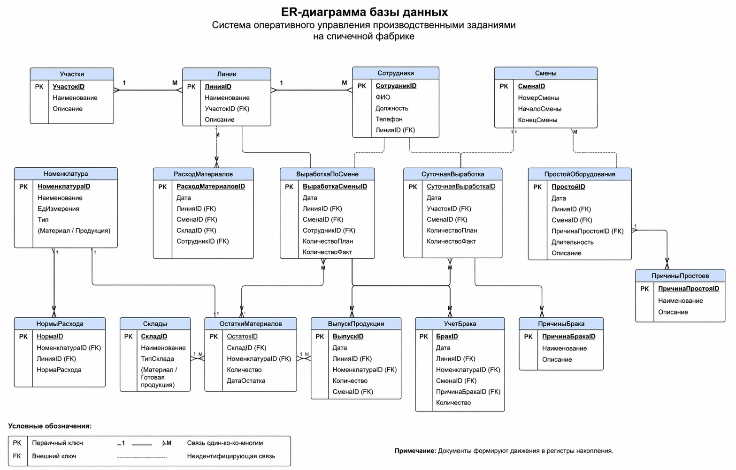 ER-диаграмма базы данных
Система оперативного управления производственными заданиями
на спичечной фабрике
Участки
PK УчастокID
Наименование
Описание
1 M
Линии
PK ЛинияID
Наименование
УчастокID (FK)
Описание
1 M
Сотрудники
PK СотрудникID
ФИО
Должность
Телефон
ЛинияID (FK)
Смены
PK СменаID
НомерСмены
НачалоСмены
КонецСмены
Номенклатура
PK НоменклатураID
Наименование
ЕдИзмерения
Тип
(Материал / Продукция)
РасходМатериалов
PK РасходМатериаловID
Дата
ЛинияID (FK)
СменаID (FK)
СкладID (FK)
СотрудникID (FK)
ВыработкаПоСмене
PK ВыработкаСменыID
Дата
ЛинияID (FK)
СменаID (FK)
СотрудникID (FK)
КоличествоПлан
КоличествоФакт
СуточнаяВыработка
PK СуточнаяВыработкаID
Дата
УчастокID (FK)
СменаID (FK)
КоличествоПлан
КоличествоФакт
ПростойОборудования
PK ПростойID
Дата
ЛинияID (FK)
СменаID (FK)
ПричинаПростояID (FK)
Длительность
Описание
ПричиныПростоев
PK ПричинаПростояID
Наименование
Описание
НормыРасхода
PK НормаID
НоменклатураID (FK)
ЛинияID (FK)
НормаРасхода
Склады
PK СкладID
Наименование
ТипСклада
(Материал /
Готовая
продукция)
ОстаткиМатериалов
PK ОстатокID
СкладID (FK)
НоменклатураID (FK)
Количество
ДатаОстатка
ВыпускПродукции
PK ВыпускID
Дата
ЛинияID (FK)
НоменклатураID (FK)
Количество
СменаID (FK)
УчетБрака
PK БракID
Дата
ЛинияID (FK)
НоменклатураID (FK)
СменаID (FK)
ПричинаБракаID (FK)
Количество
ПричиныБрака
PK ПричинаБракаID
Наименование
Описание
Условные обозначения:
PK Первичный ключ 1 M Связь один-ко-ко-многим
FK Внешний ключ Неидентифицирующая связь
Примечание: Документы формируют движения в регистры накопления.